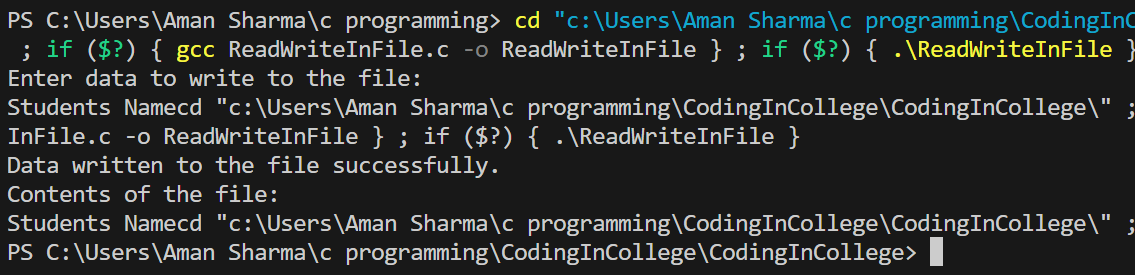 PS C:\Users\Aman Sharma\c programming> cd "c:\Users\Aman Sharma\c programming\CodingInC
; if ($?) { gcc ReadWriteInFile.c -o ReadWriteInFile } ; if ($?) { .\ReadWriteInFile }
Enter data to write to the file:
Students Namecd "c:\Users\Aman Sharma\c programming\CodingInCollege\CodingInCollege\" ;
InFile.c -o ReadWriteInFile } ; if ($?) { .\ReadWriteInFile }
Data written to the file successfully.
Contents of the file:
Students Namecd "c:\Users\Aman Sharma\c programming\CodingInCollege\CodingInCollege\" ;
PS C:\Users\Aman Sharma\c programming\CodingInCollege\CodingInCollege>